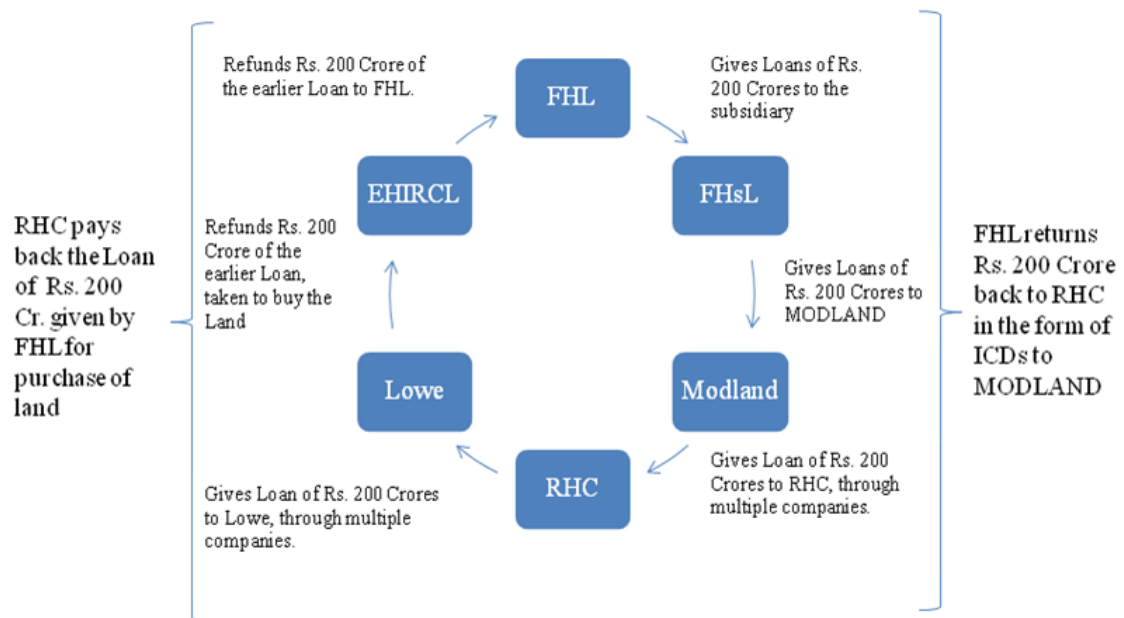 Refunds Rs. 200 Crore of
the earlier Loan to FHL.
FHL
Gives Loans of Rs.
200 Crores to the
subsidiary
EHIRCL
FHsL
RHC pays
back the Loan
of Rs. 200
Cr. given by
FHL for
purchase of
land
Refunds Rs. 200
Crore of the
earlier Loan,
taken to buy the
Land
Gives Loans of
Rs. 200 Crores to
MODLAND
FHL returns
Rs. 200 Crore
back to RHC
in the form of
ICDs to
MODLAND
Lowe
Modland
RHC
Gives Loan of Rs. 200 Crores
to Lowe, through multiple
companies.
Gives Loan of Rs. 200
Crores to RHC, through
multiple companies.